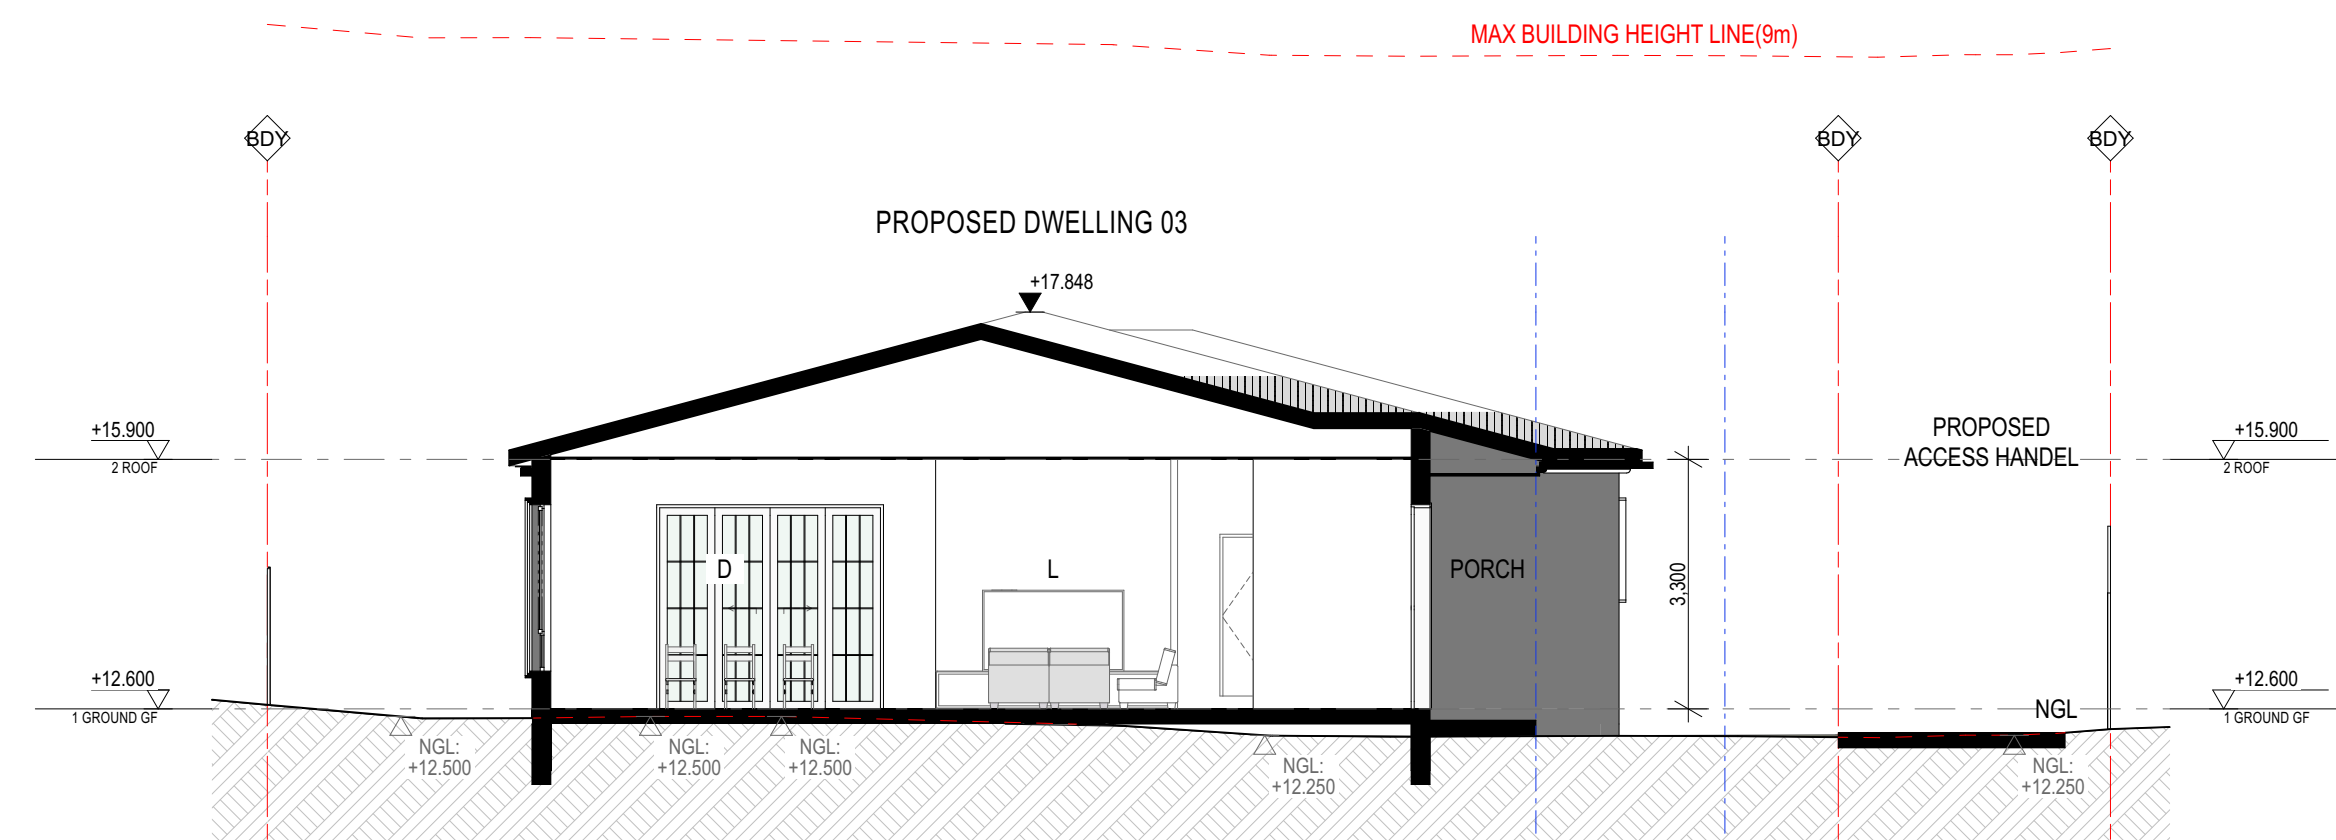 MAX BUILDING HEIGHT LINE(9m)
BDY
BDY
BDY
PROPOSED DWELLING 03
+17.848
+15.900
2 ROOF
PROPOSED
ACCESS HANDEL
+15.900
2 ROOF
D
L
PORCH
3,300
+12.600
1 GROUND GF
+12.600
1 GROUND GF
NGL
NGL:
+12.500
NGL:
+12.500
NGL:
+12.500
NGL:
+12.250
NGL:
+12.250